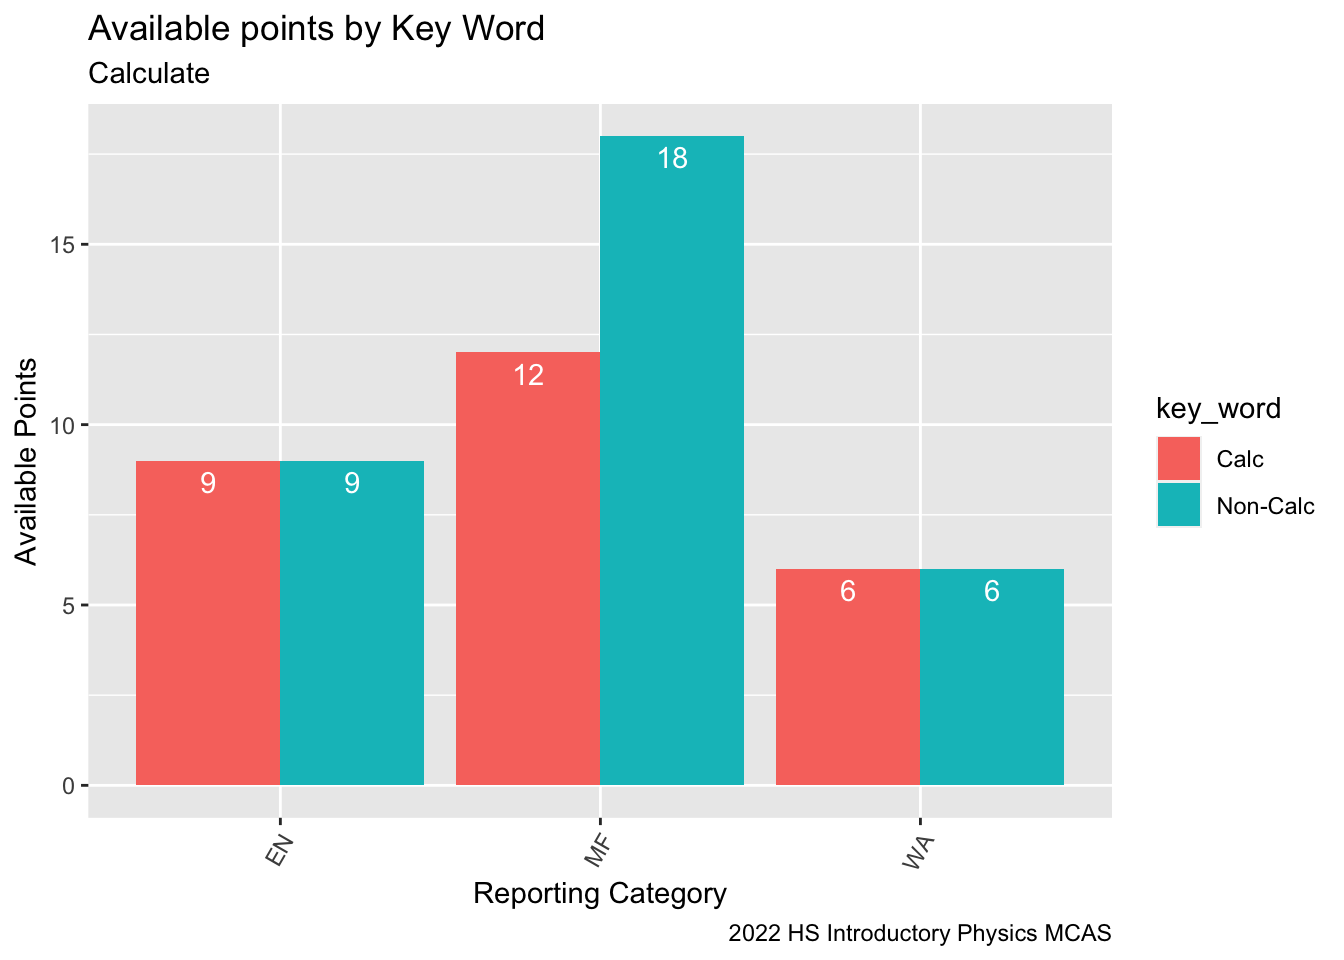 Available points by Key Word
Calculate
Available Points
15
10
5
0
9
9
12
18
6
6
EN
MF
WA
Reporting Category
key_word
Calc
Non-Calc
2022 HS Introductory Physics MCAS